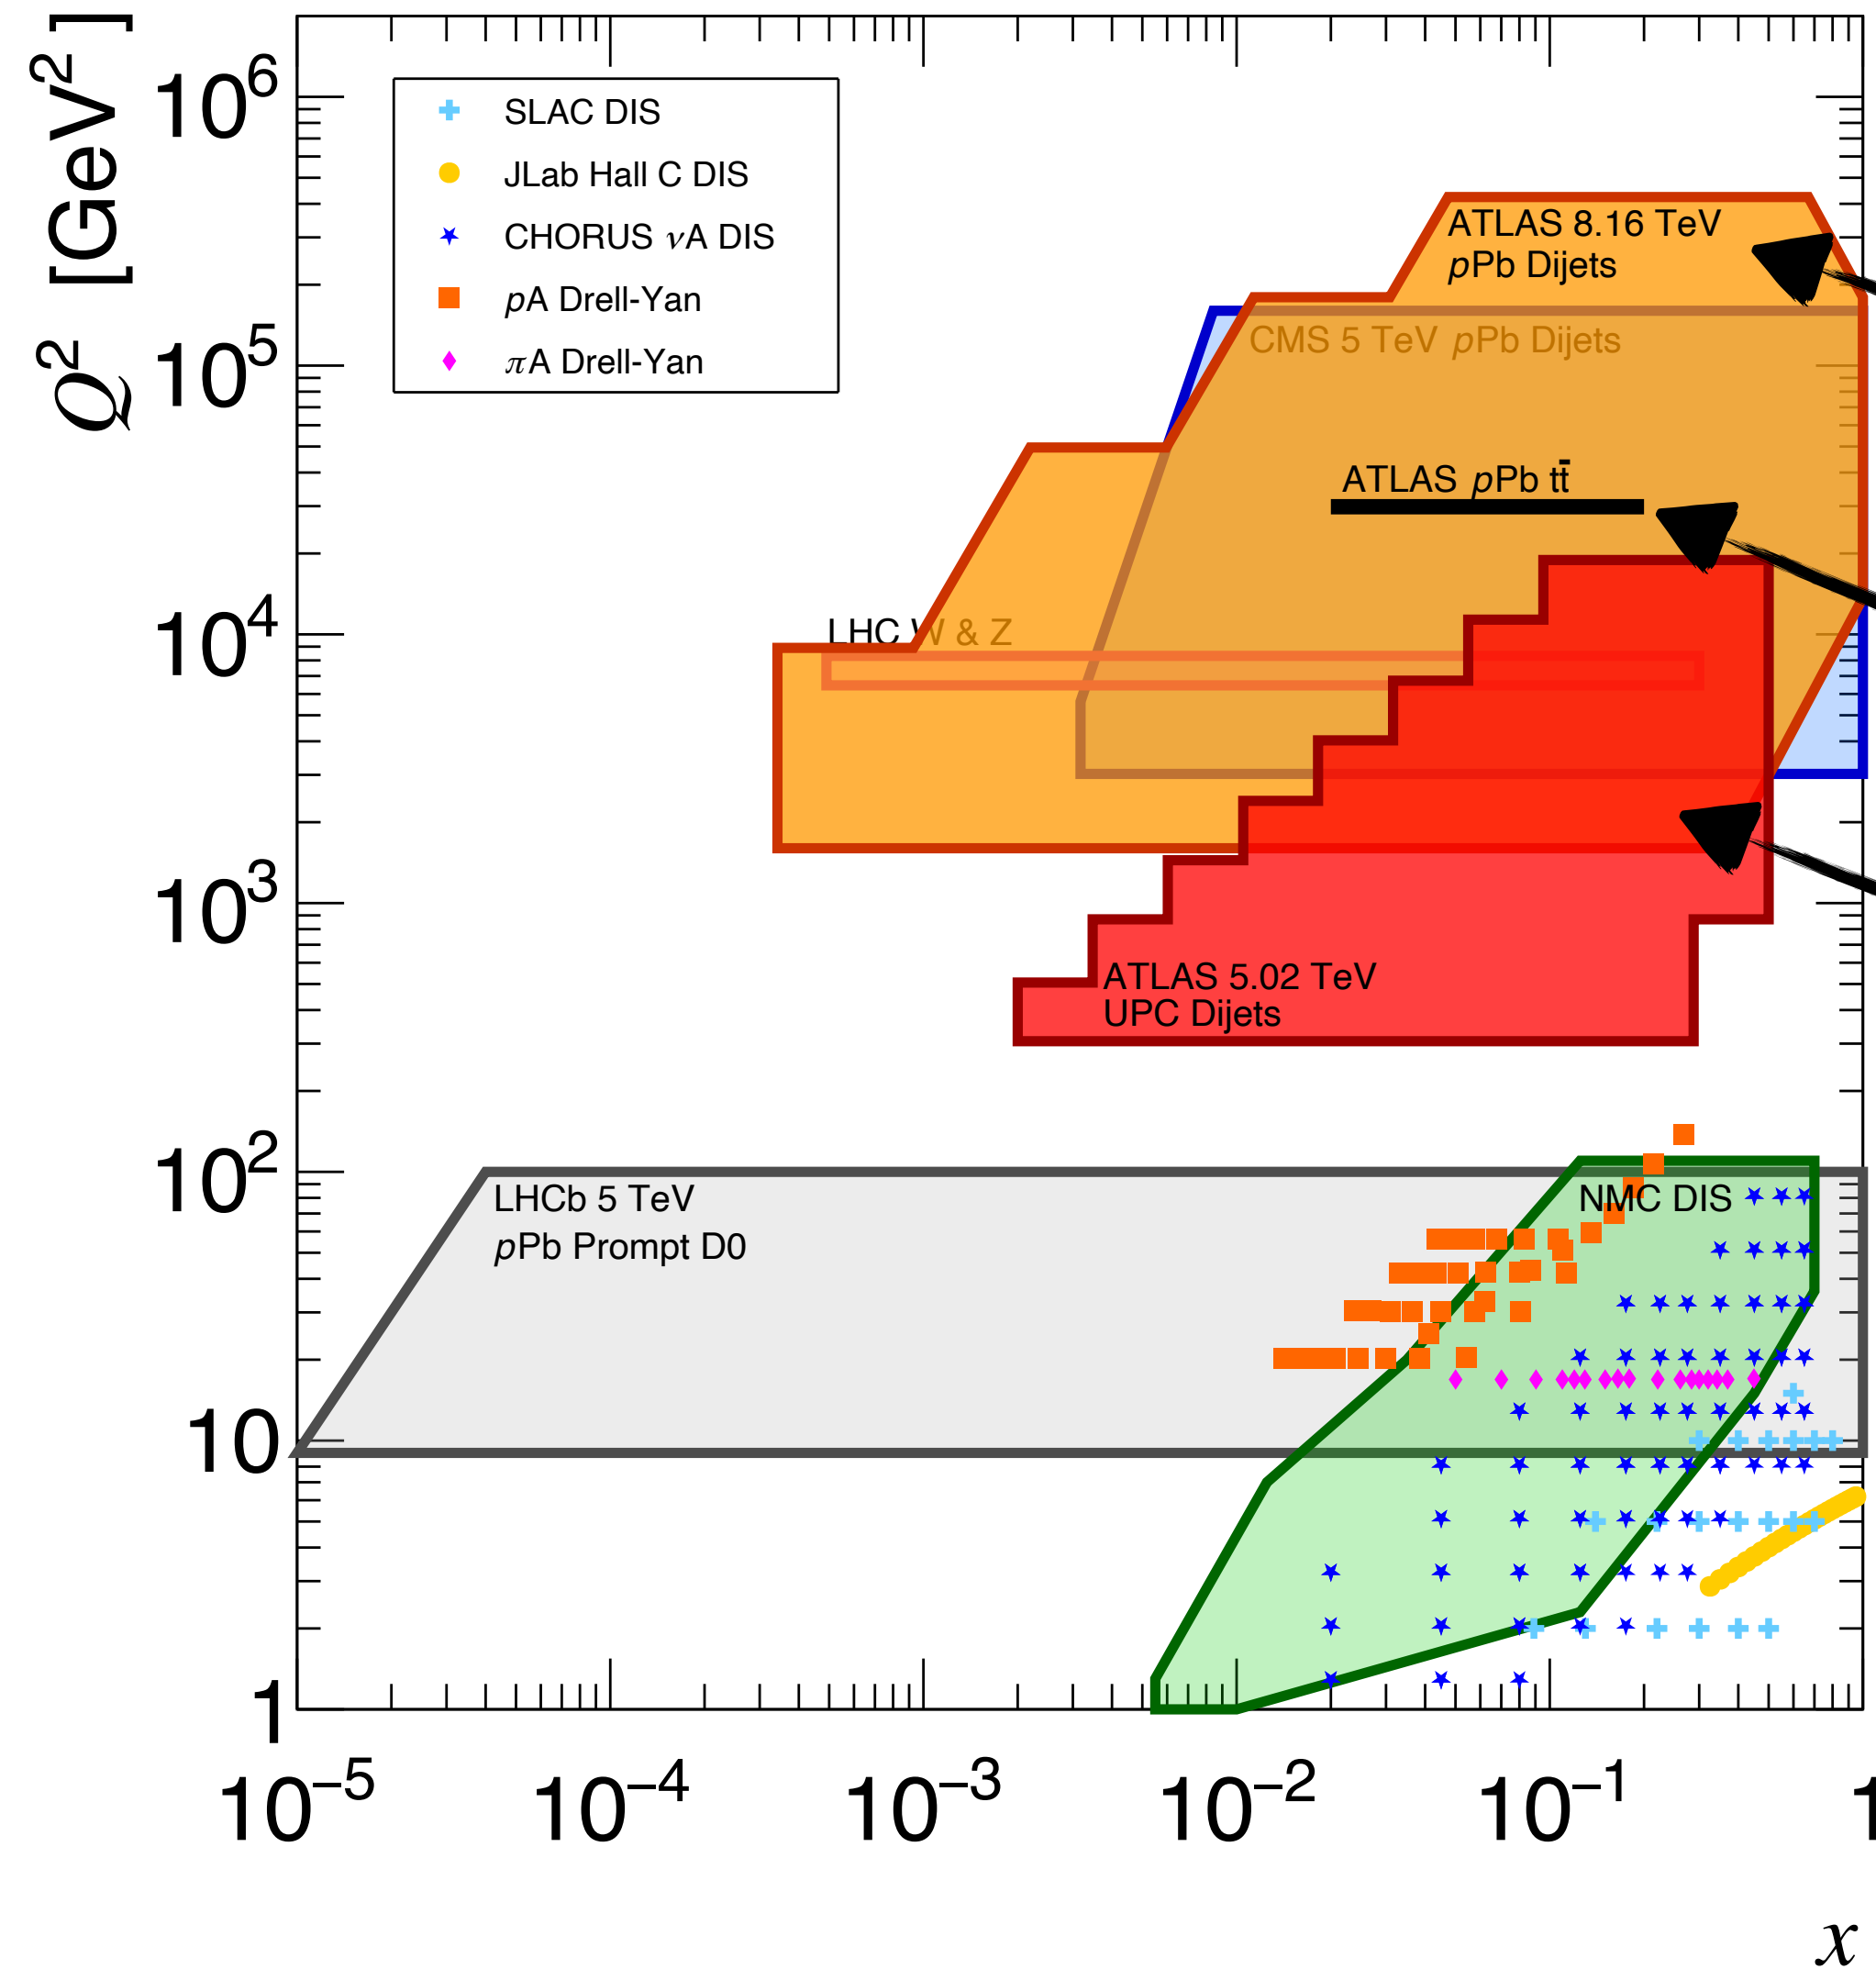 Q² [GeV²]
10⁶
10⁵
10⁴
10³
10²
10
1
SLAC DIS
JLab Hall C DIS
CHORUS νA DIS
pA Drell-Yan
πA Drell-Yan
ATLAS 8.16 TeV
pPb Dijets
CMS 5 TeV pPb Dijets
ATLAS pPb tt̄
LHC W & Z
ATLAS 5.02 TeV
UPC Dijets
LHCb 5 TeV
pPb Prompt D0
NMC DIS
10⁻⁵ 10⁻⁴ 10⁻³ 10⁻² 10⁻¹ 1
x